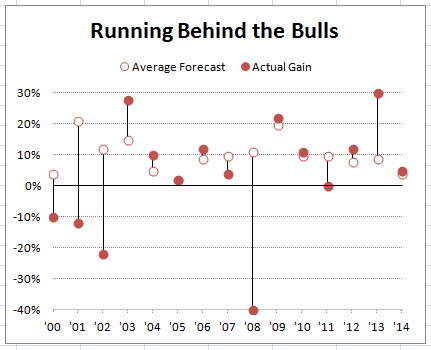 Running Behind the Bulls
Average Forecast Actual Gain
30%
20%
10%
0%
-10%
-20%
-30%
-40%
'00 '01 '02 '03 '04 '05 '06 '07 '08 '09 '10 '11 '12 '13 '14